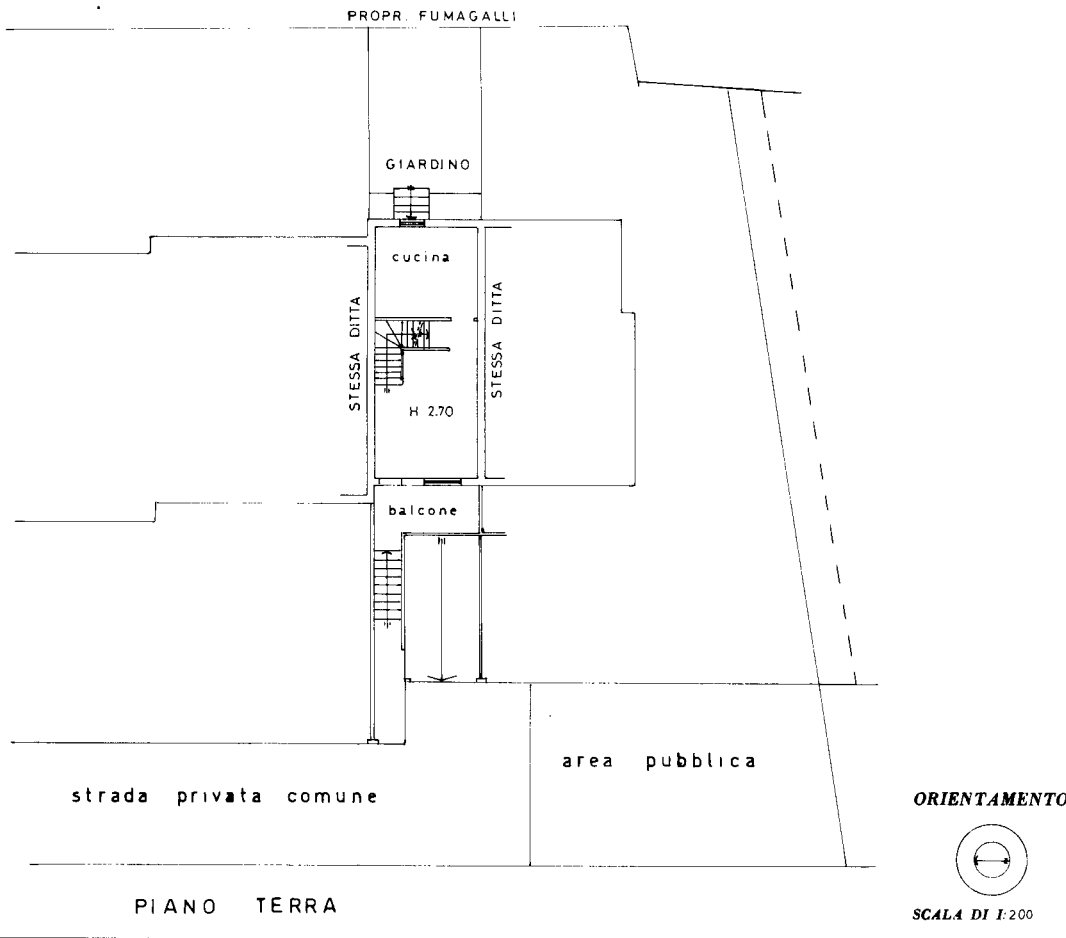 PROPR. FUMAGALLI
GIARDINO
cucina
STESSA DITTA
STESSA DITTA
H 2.70
balcone
area pubblica
strada privata comune
ORIENTAMENTO
PIANO TERRA
SCALA DI 1:200